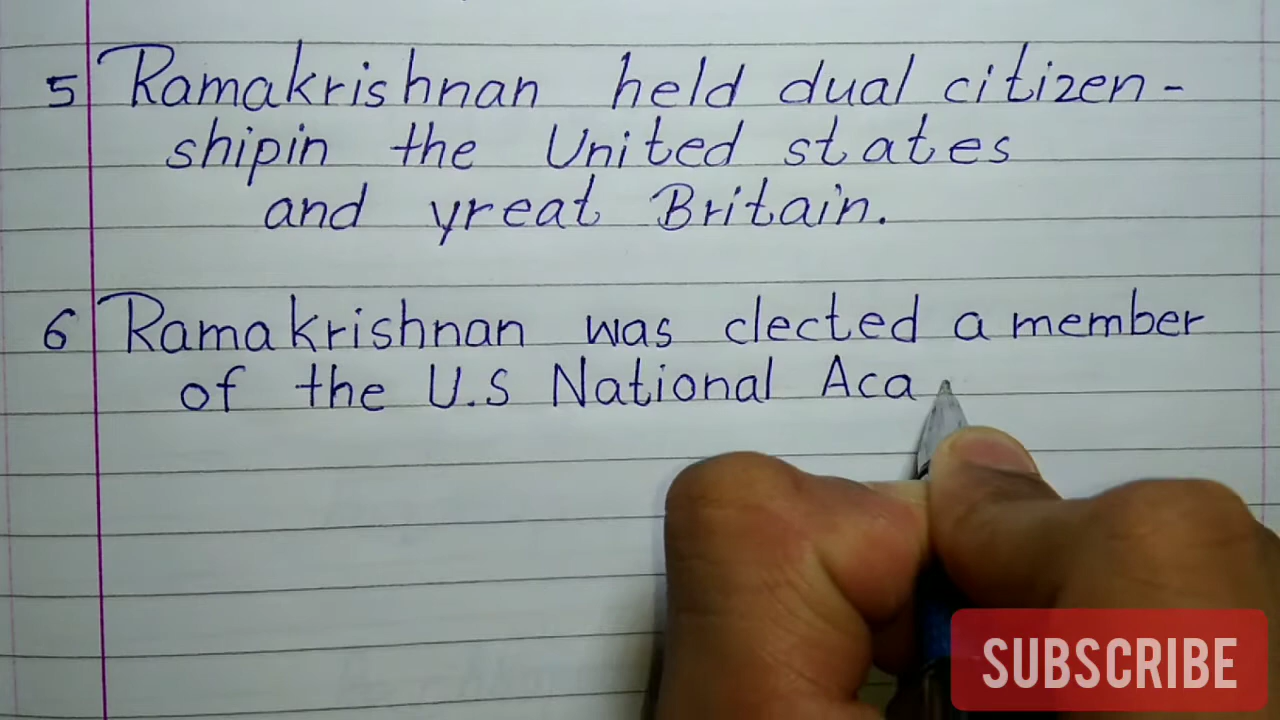 5 Ramakrishnan held dual citizen-
shipin the United states
and yreat Britain.
6 Ramakrishnan was clected a member
of the U.S National Aca
SUBSCRIBE